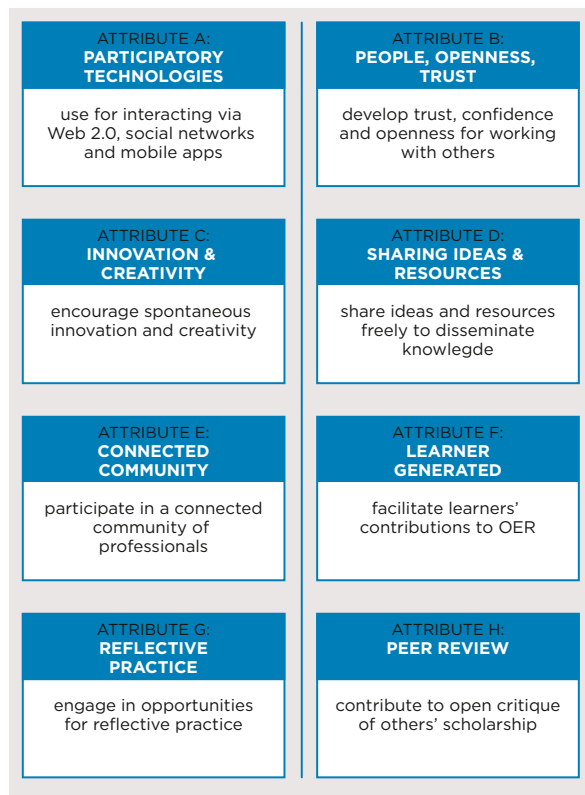 ATTRIBUTE A:
PARTICIPATORY
TECHNOLOGIES
use for interacting via
Web 2.0, social networks
and mobile apps
ATTRIBUTE B:
PEOPLE, OPENNESS,
TRUST
develop trust, confidence
and openness for working
with others
ATTRIBUTE C:
INNOVATION &
CREATIVITY
encourage spontaneous
innovation and creativity
ATTRIBUTE D:
SHARING IDEAS &
RESOURCES
share ideas and resources
freely to disseminate
knowlegde
ATTRIBUTE E:
CONNECTED
COMMUNITY
participate in a connected
community of
professionals
ATTRIBUTE F:
LEARNER
GENERATED
facilitate learners’
contributions to OER
ATTRIBUTE G:
REFLECTIVE
PRACTICE
engage in opportunities
for reflective practice
ATTRIBUTE H:
PEER REVIEW
contribute to open critique
of others’ scholarship